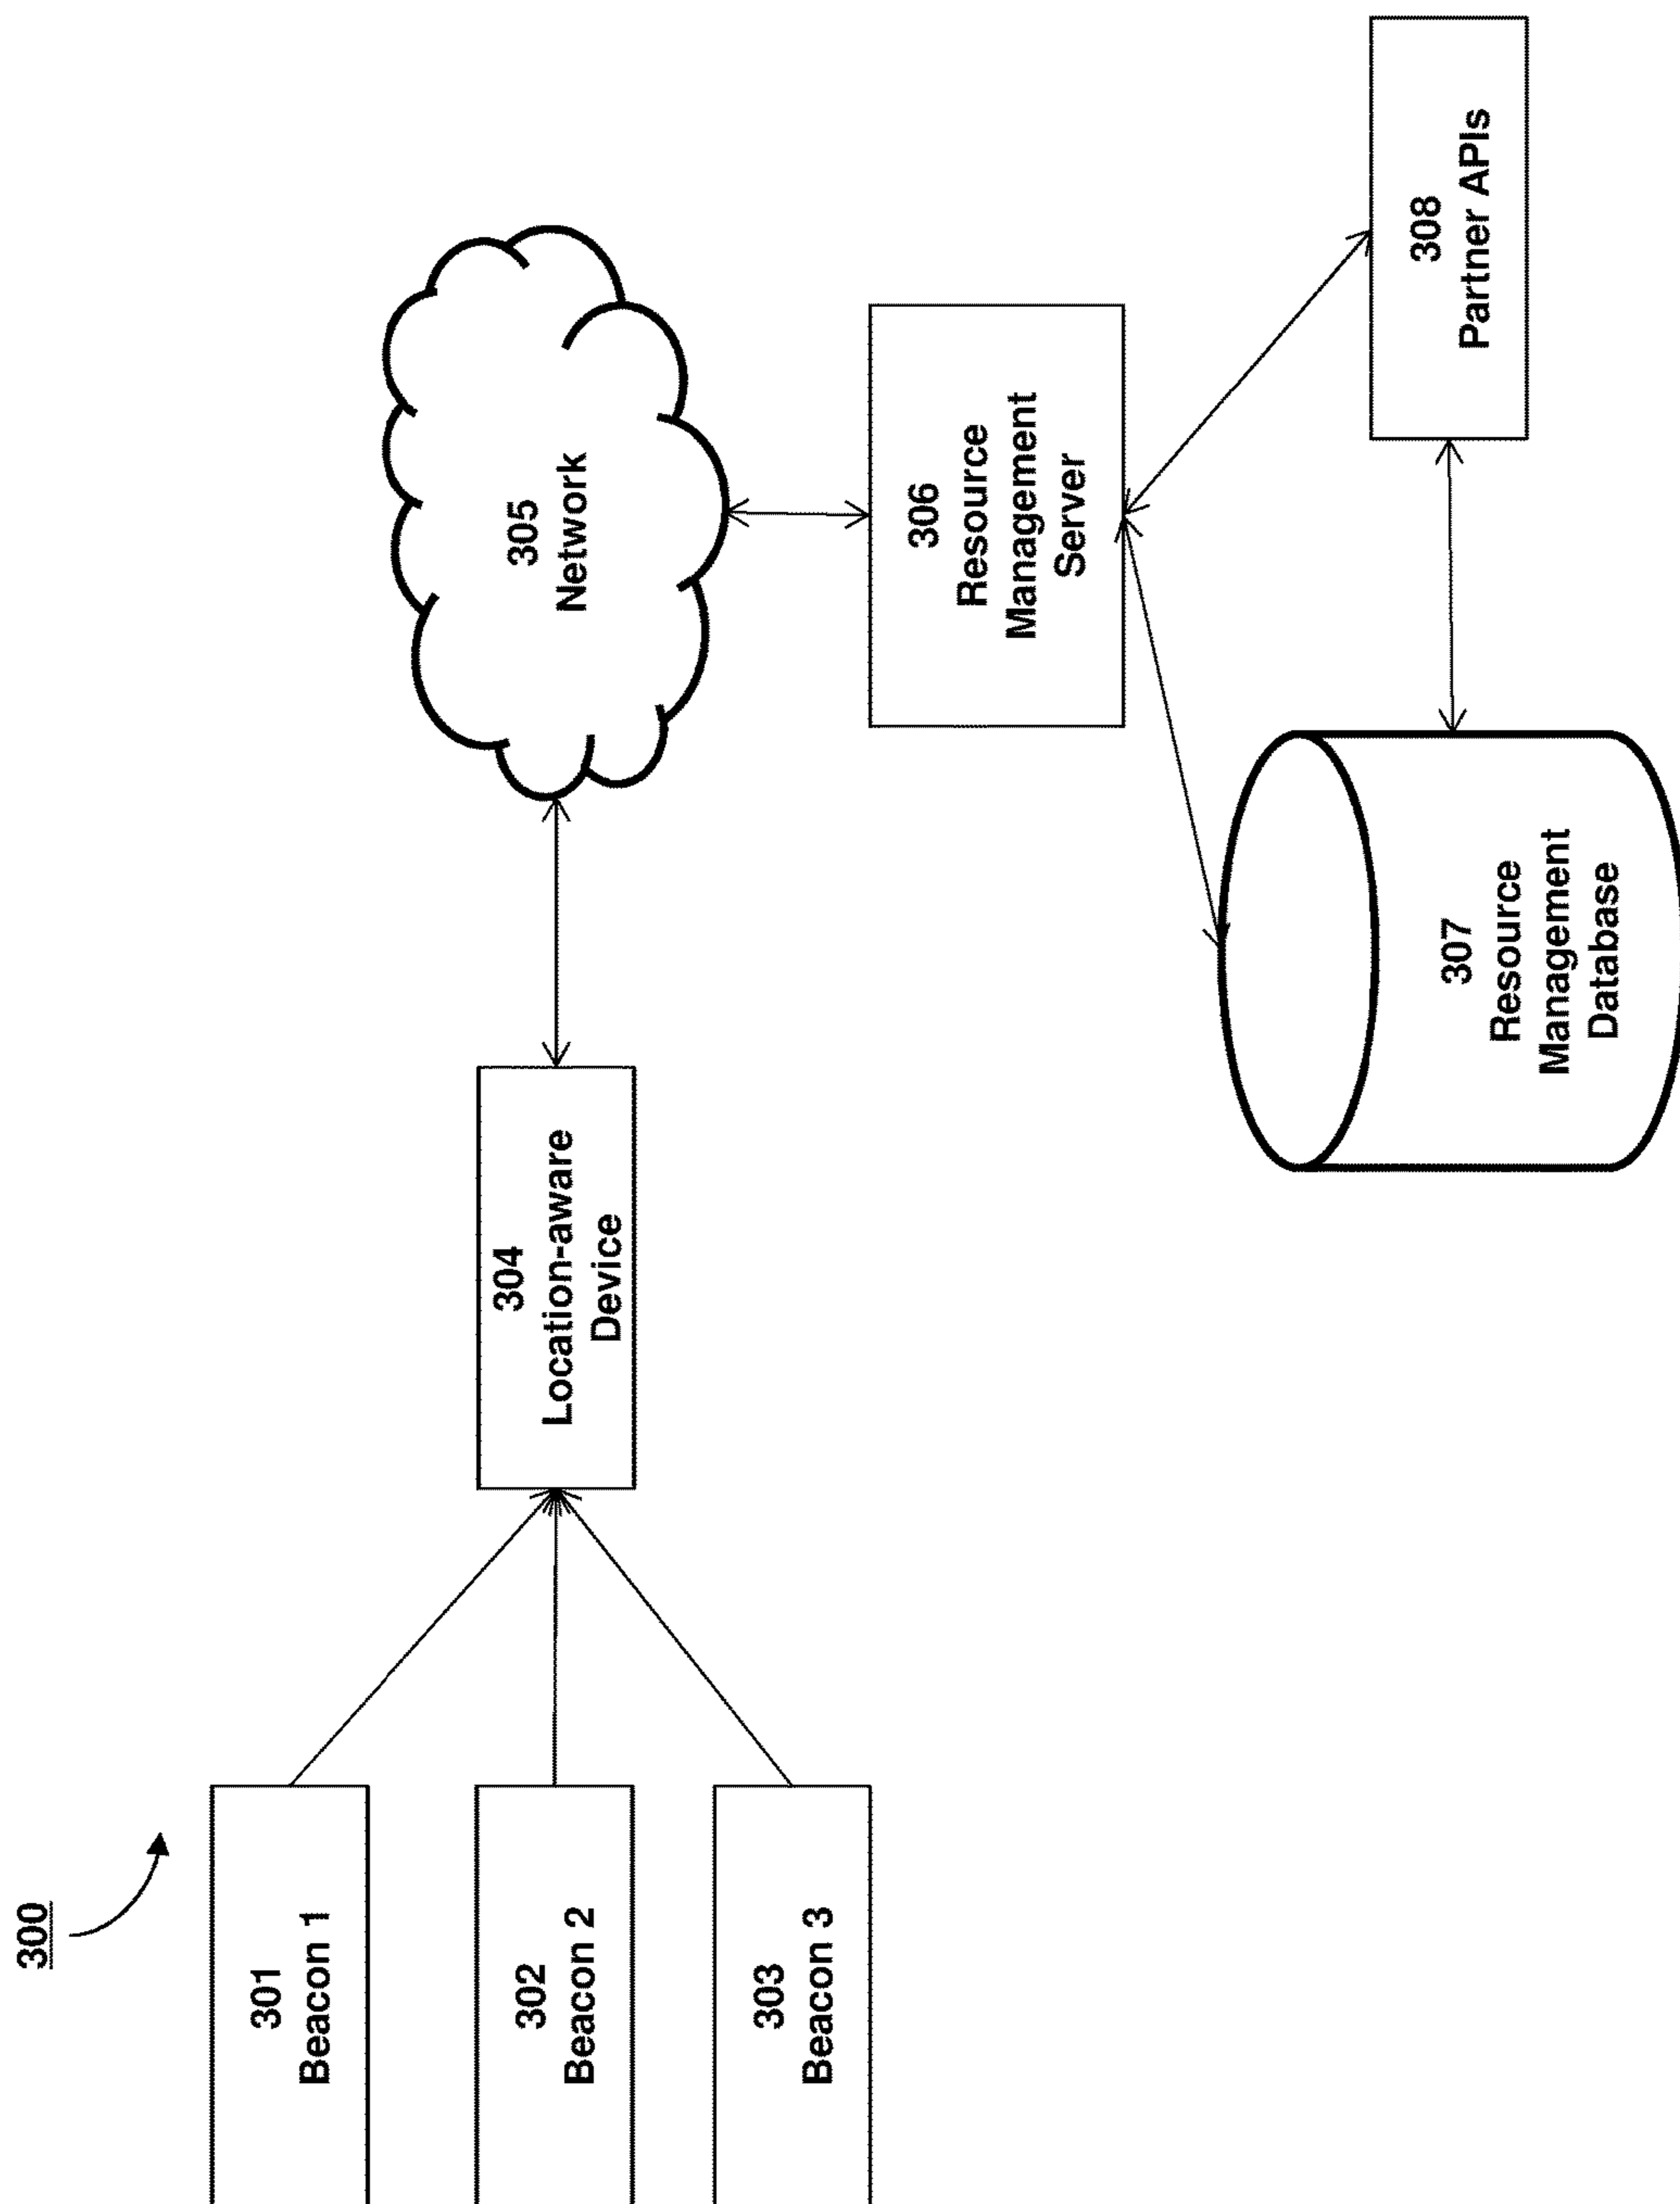 300
301
Beacon 1
302
Beacon 2
303
Beacon 3
304
Location-aware
Device
305
Network
306
Resource
Management
Server
307
Resource
Management
Database
308
Partner APIs